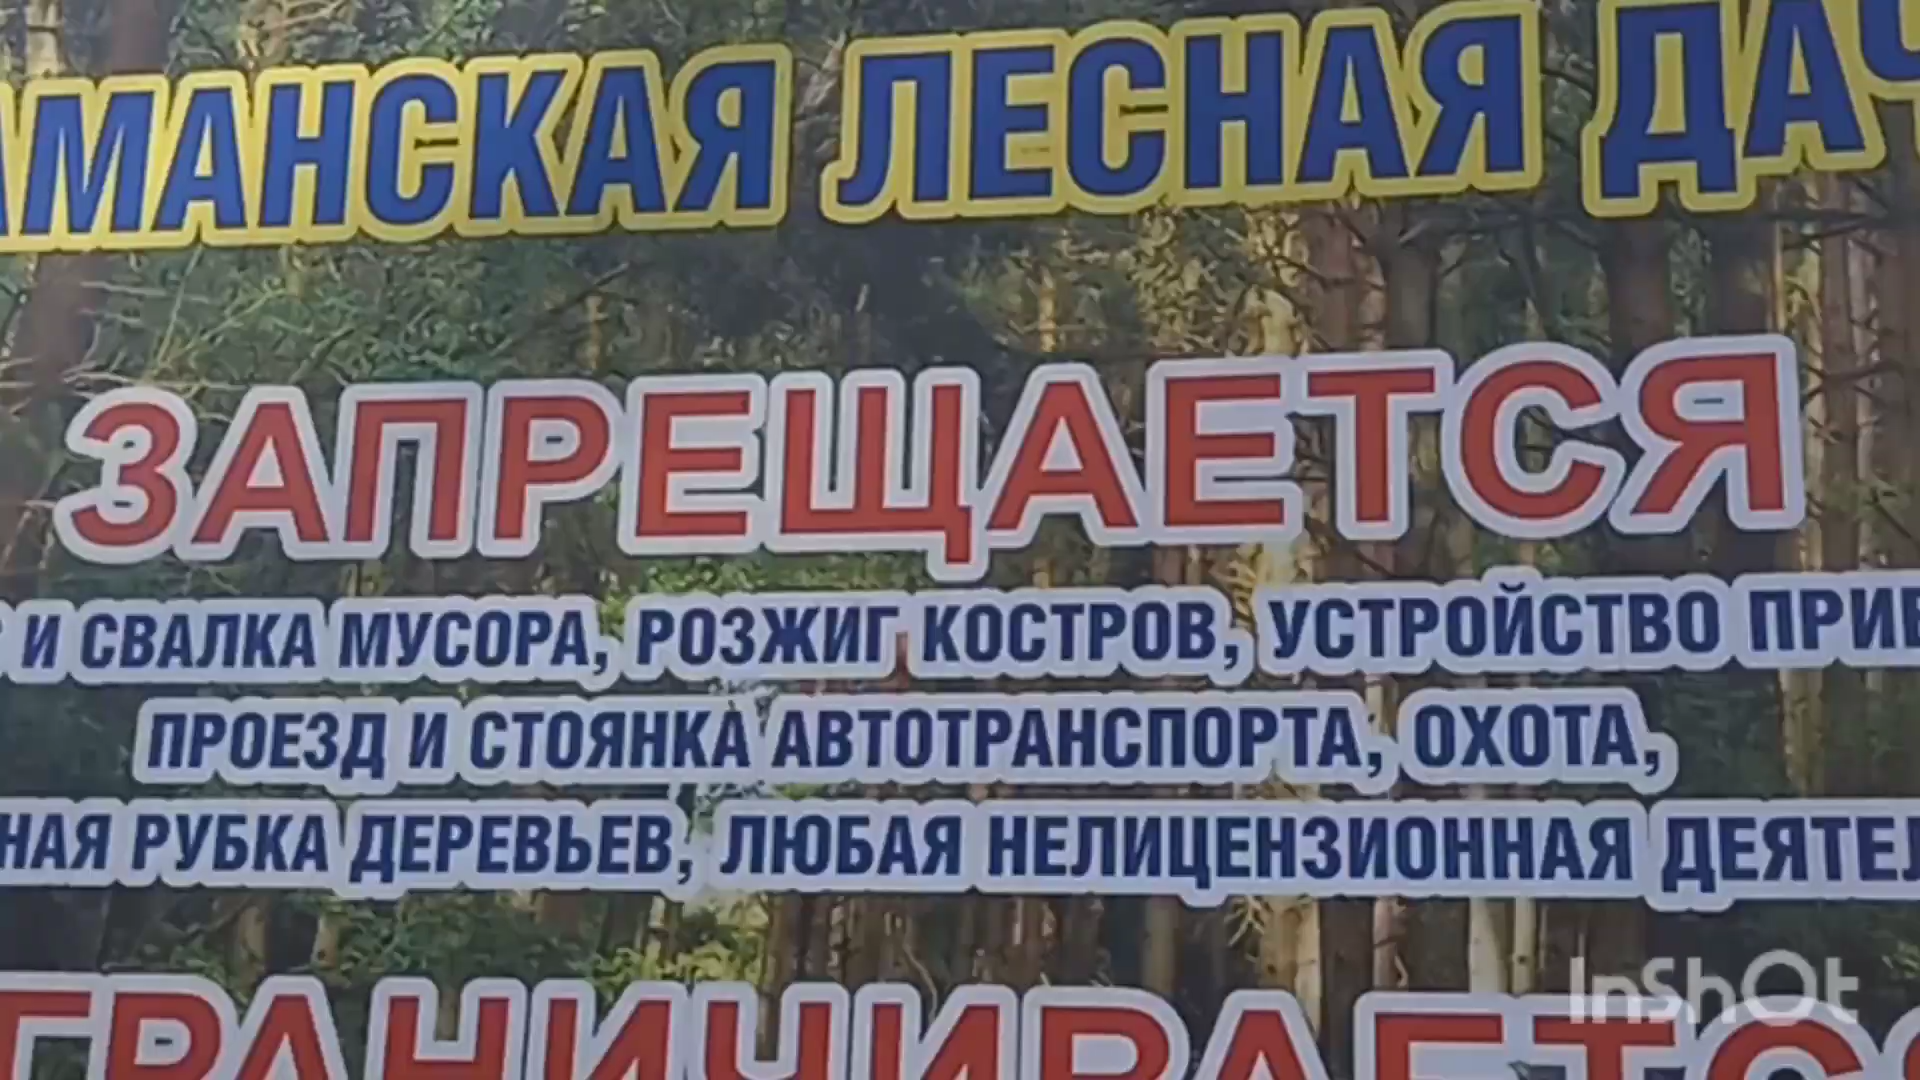 АМАНСКАЯ ЛЕСНАЯ ДАЧ
ЗАПРЕЩАЕТСЯ
И СВАЛКА МУСОРА, РОЗЖИГ КОСТРОВ, УСТРОЙСТВО ПРИВ
ПРОЕЗД И СТОЯНКА АВТОТРАНСПОРТА, ОХОТА,
НАЯ РУБКА ДЕРЕВЬЕВ, ЛЮБАЯ НЕЛИЦЕНЗИОННАЯ ДЕЯТЕЛ
ГРАНИЧИВАЕТС
InShOt